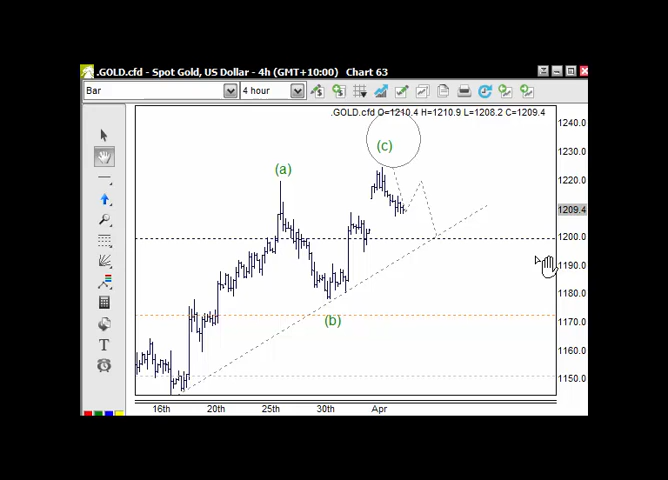 .GOLD.cfd - Spot Gold, US Dollar - 4h (GMT+10:00) Chart 63
Bar 4 hour
.GOLD.cfd O=1210.4 H=1210.9 L=1208.2 C=1209.4
1240.0
(c)
1230.0
(a)
1220.0
1209.4
1200.0
1190.0
1180.0
(b)
1170.0
1160.0
1150.0
16th 20th 25th 30th Apr